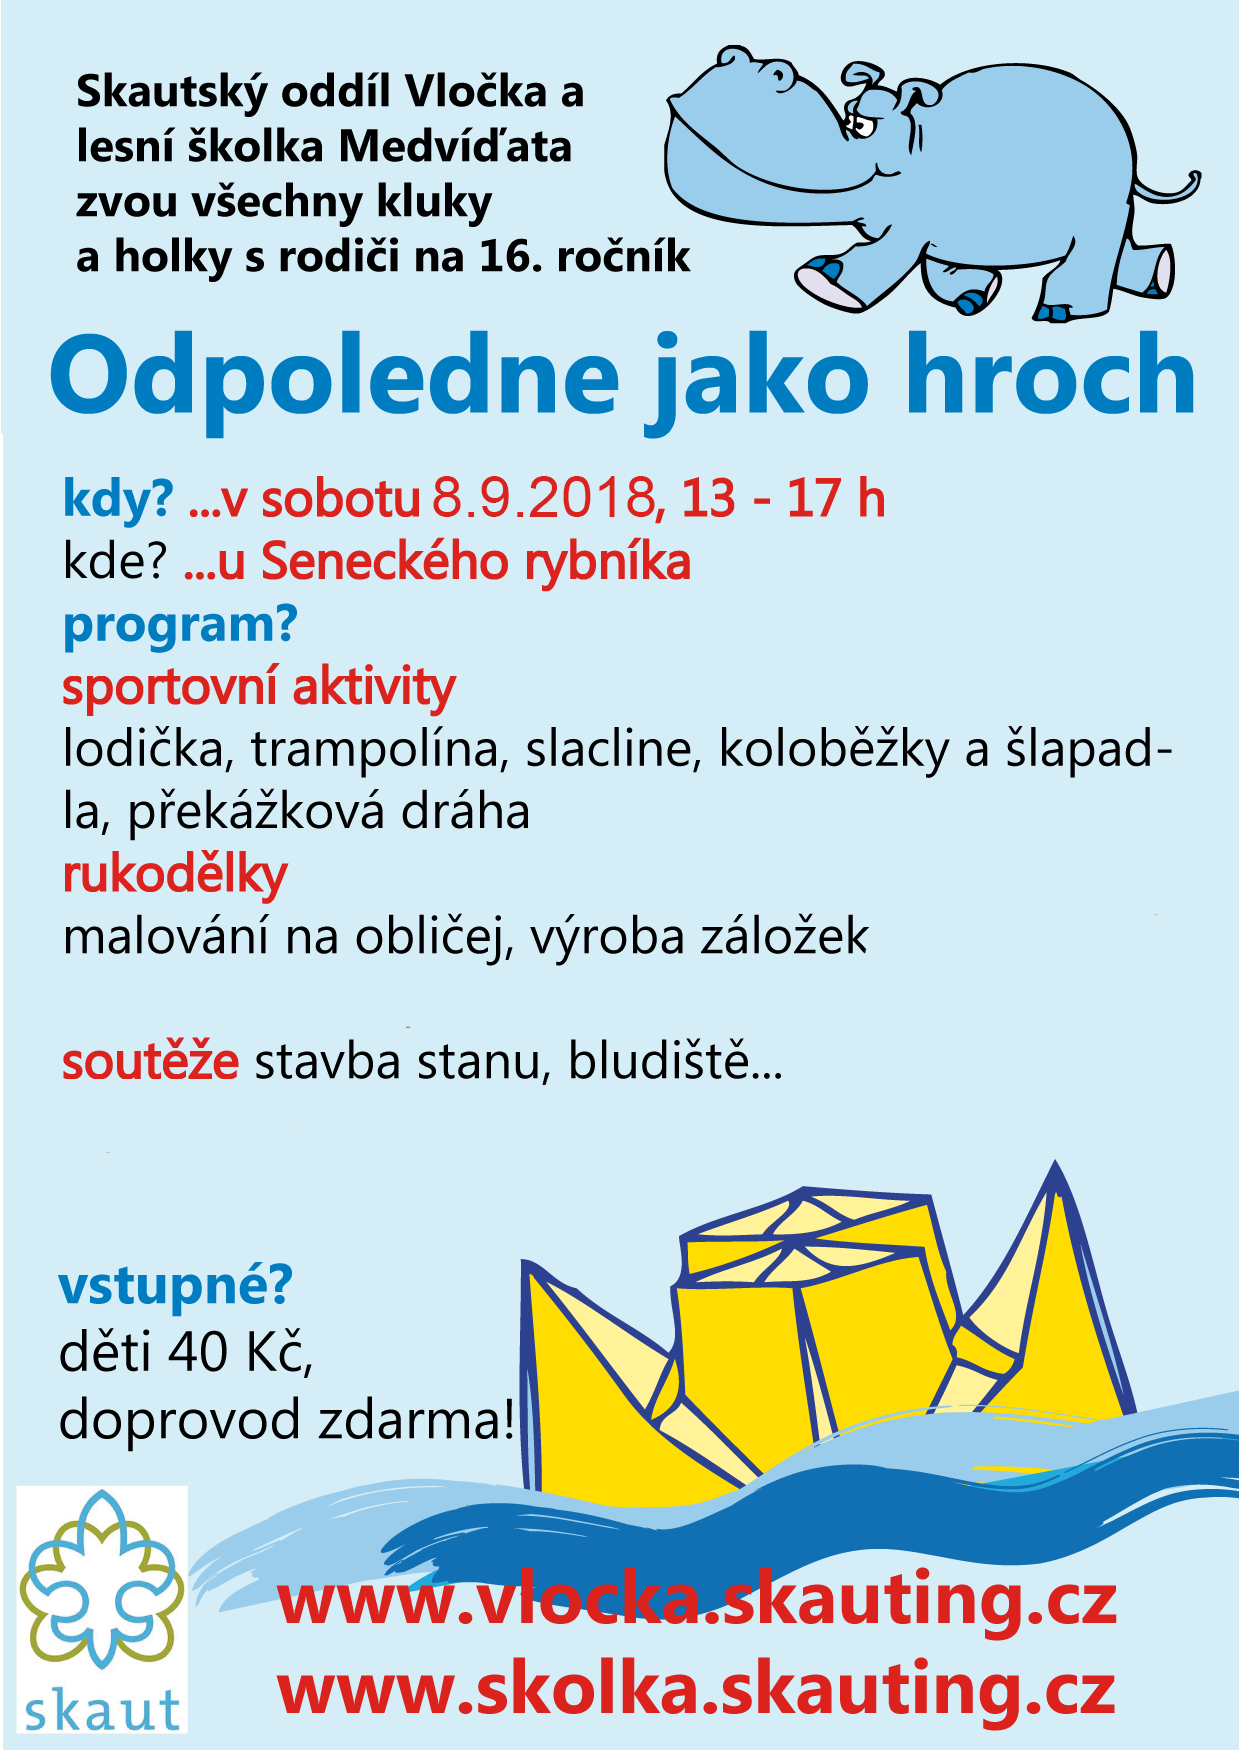 Skautský oddíl Vločka a
lesní školka Medvíďata
zvou všechny kluky
a holky s rodiči na 16. ročník
Odpoledne jako hroch
kdy? ...v sobotu 8.9.2018, 13 - 17 h
kde? ...u Seneckého rybníka
program?
sportovní aktivity
lodička, trampolína, slacline, koloběžky a šlapad-
la, překážková dráha
rukodělky
malování na obličej, výroba záložek
soutěže stavba stanu, bludiště...
vstupné?
děti 40 Kč,
doprovod zdarma!
www.vlocka.skauting.cz
www.skolka.skauting.cz
skaut